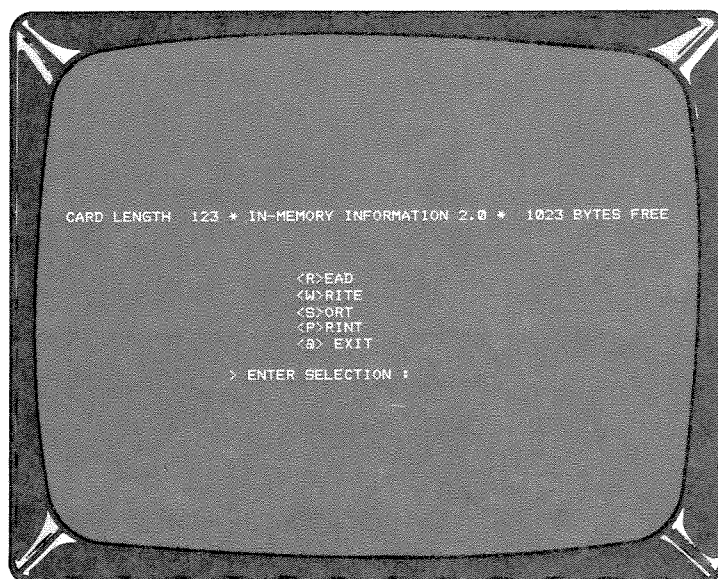 CARD LENGTH 123 * IN-MEMORY INFORMATION 2.0 * 1023 BYTES FREE
<R>EAD
<W>RITE
<S>ORT
<P>RINT
<@> EXIT
> ENTER SELECTION :